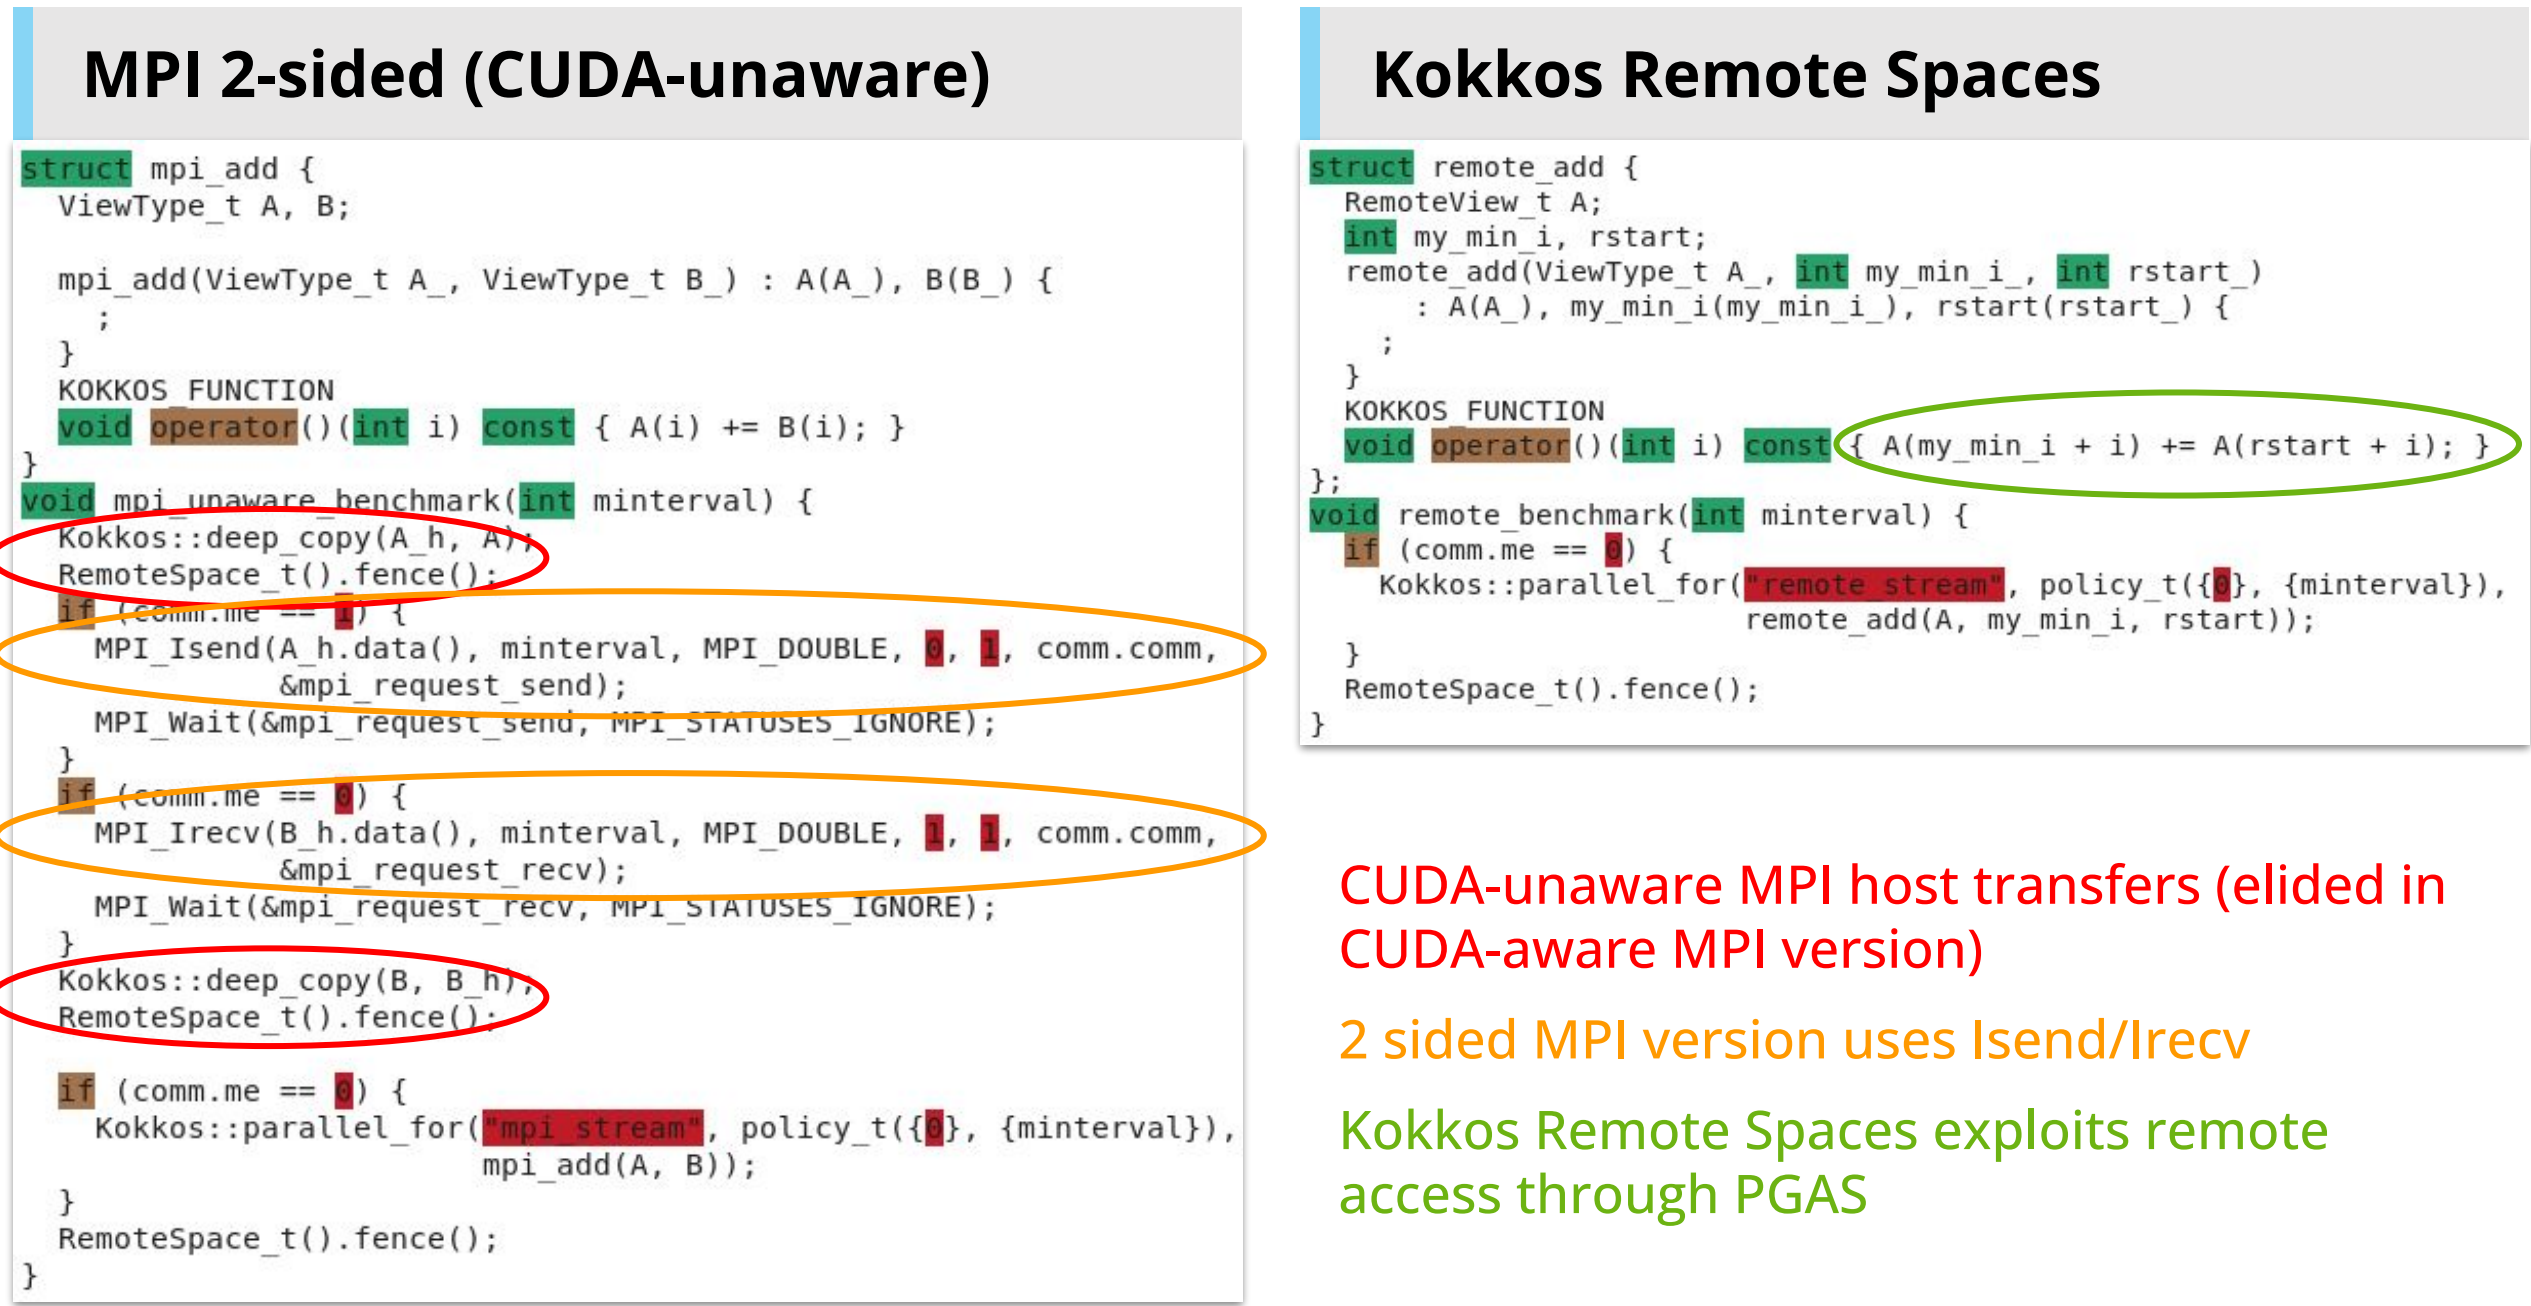 MPI 2-sided (CUDA-unaware)
struct mpi_add {
  ViewType_t A, B;

  mpi_add(ViewType_t A_, ViewType_t B_) : A(A_), B(B_) {
    ;
  }
  KOKKOS_FUNCTION
  void operator()(int i) const { A(i) += B(i); }
}
void mpi_unaware_benchmark(int minterval) {
  Kokkos::deep_copy(A_h, A);
  RemoteSpace_t().fence();
  if (comm.me == 1) {
    MPI_Isend(A_h.data(), minterval, MPI_DOUBLE, 0, 1, comm.comm,
              &mpi_request_send);
    MPI_Wait(&mpi_request_send, MPI_STATUSES_IGNORE);
  }
  if (comm.me == 0) {
    MPI_Irecv(B_h.data(), minterval, MPI_DOUBLE, 1, 1, comm.comm,
              &mpi_request_recv);
    MPI_Wait(&mpi_request_recv, MPI_STATUSES_IGNORE);
  }
  Kokkos::deep_copy(B, B_h);
  RemoteSpace_t().fence();

  if (comm.me == 0) {
    Kokkos::parallel_for("mpi_stream", policy_t({0}, {minterval}),
                         mpi_add(A, B));
  }
  RemoteSpace_t().fence();
}
Kokkos Remote Spaces
struct remote_add {
  RemoteView_t A;
  int my_min_i, rstart;
  remote_add(ViewType_t A_, int my_min_i_, int rstart_)
      : A(A_), my_min_i(my_min_i_), rstart(rstart_) {
    ;
  }
  KOKKOS_FUNCTION
  void operator()(int i) const { A(my_min_i + i) += A(rstart + i); }
};
void remote_benchmark(int minterval) {
  if (comm.me == 0) {
    Kokkos::parallel_for("remote_stream", policy_t({0}, {minterval}),
                         remote_add(A, my_min_i, rstart));
  }
  RemoteSpace_t().fence();
}
CUDA-unaware MPI host transfers (elided in
CUDA-aware MPI version)
2 sided MPI version uses Isend/Irecv
Kokkos Remote Spaces exploits remote
access through PGAS